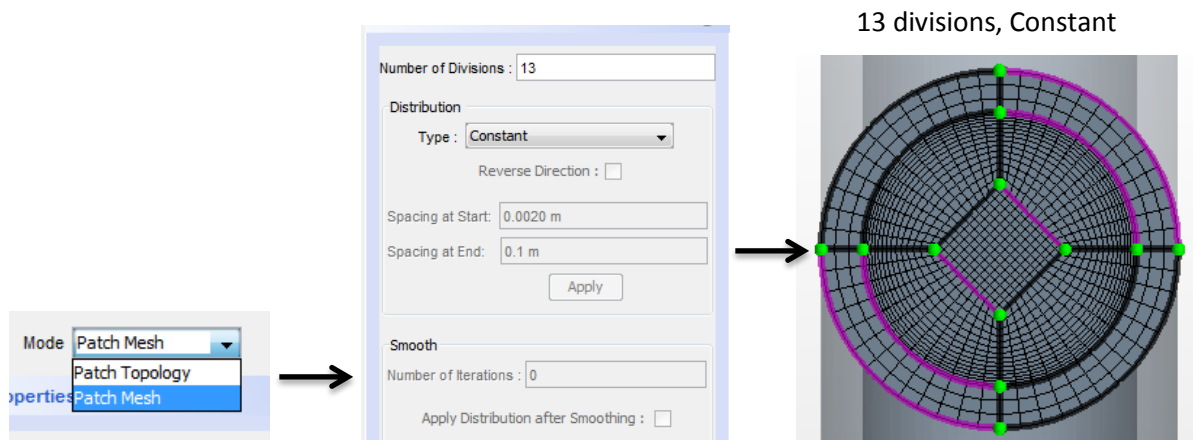 13 divisions, Constant
Number of Divisions : 13
Distribution
Type : Constant
Reverse Direction :
Spacing at Start: 0.0020 m
Spacing at End: 0.1 m
Apply
Smooth
Number of Iterations : 0
Apply Distribution after Smoothing :
Mode Patch Mesh
Patch Topology
operties Patch Mesh